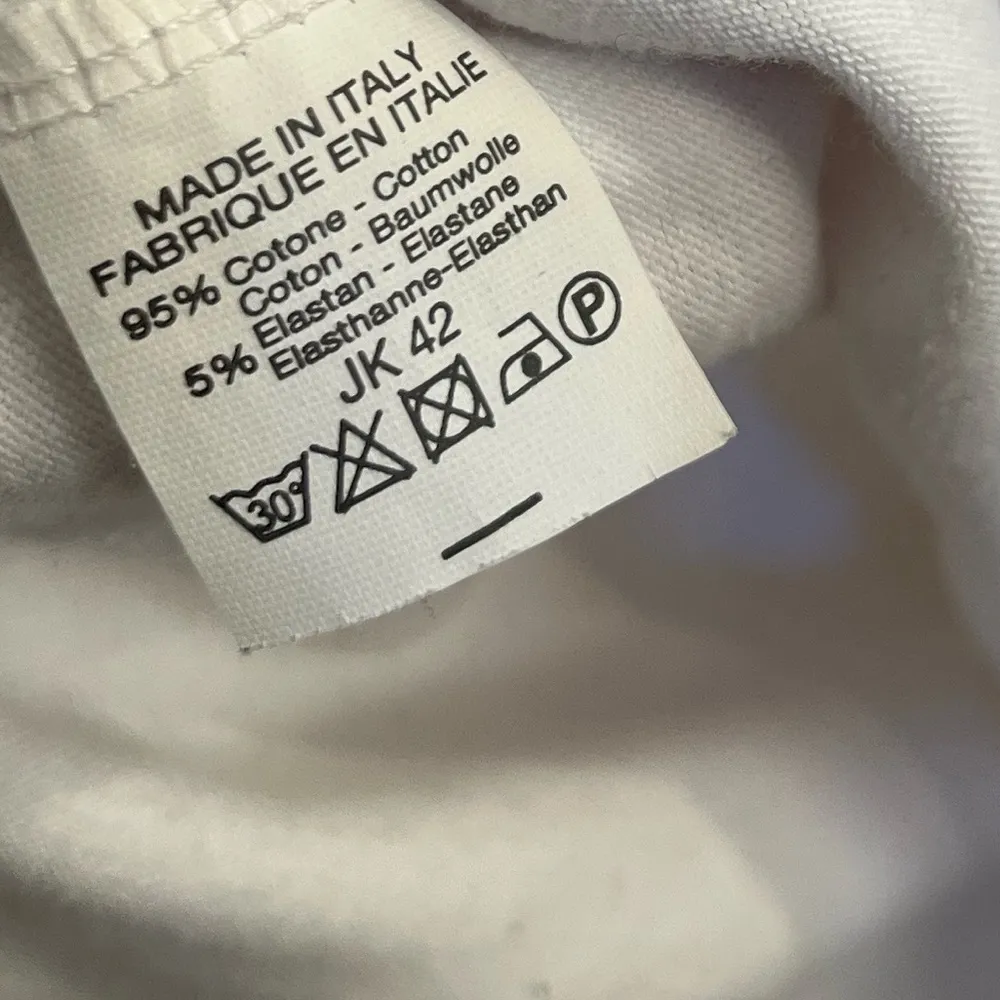 MADE IN ITALY
FABRIQUE EN ITALIE
95% Cotone - Cotton
Coton - Baumwolle
5% Elastan - Elastane
Elasthanne-Elasthan
JK 42
30° P